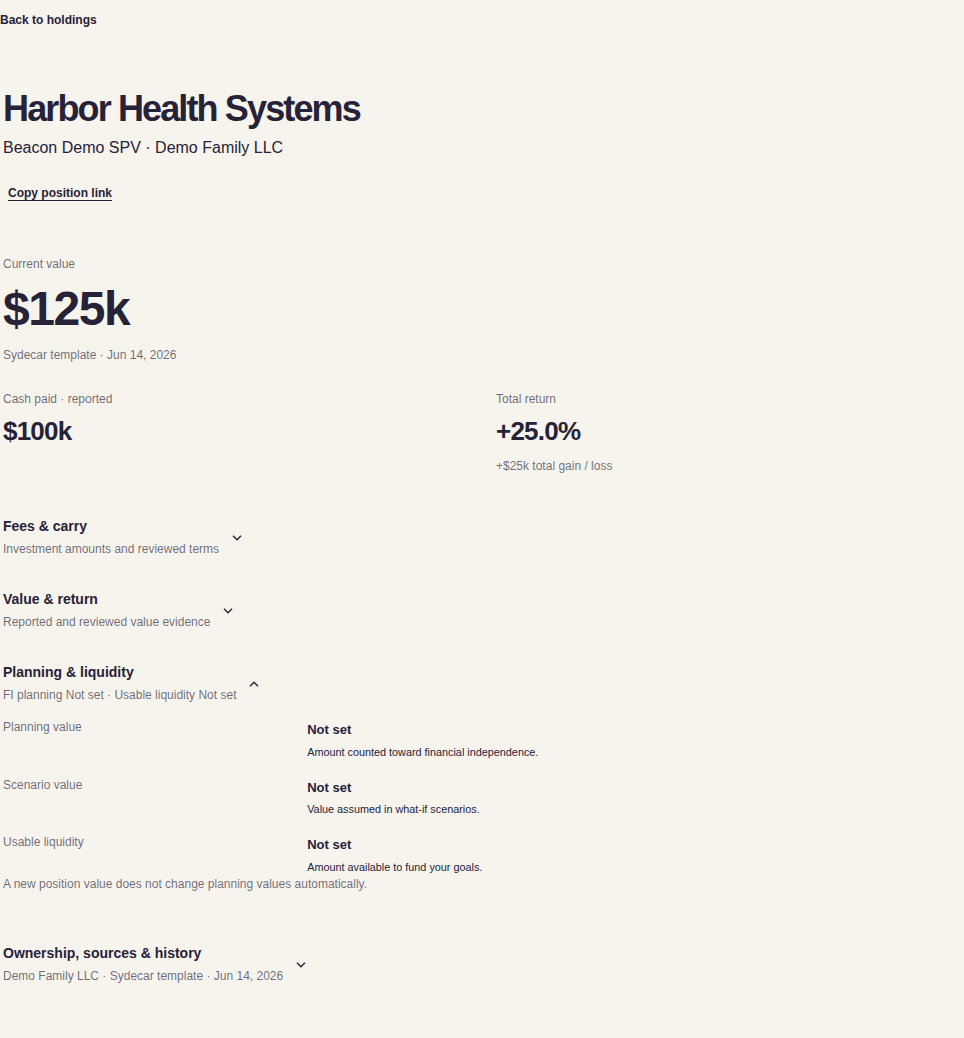 Back to holdings
Harbor Health Systems
Beacon Demo SPV · Demo Family LLC
Copy position link
Current value
$125k
Sydecar template · Jun 14, 2026
Cash paid · reported
$100k
Total return
+25.0%
+$25k total gain / loss
Fees & carry
Investment amounts and reviewed terms
Value & return
Reported and reviewed value evidence
Planning & liquidity
FI planning Not set · Usable liquidity Not set
Planning value
Not set
Amount counted toward financial independence.
Scenario value
Not set
Value assumed in what-if scenarios.
Usable liquidity
Not set
Amount available to fund your goals.
A new position value does not change planning values automatically.
Ownership, sources & history
Demo Family LLC · Sydecar template · Jun 14, 2026